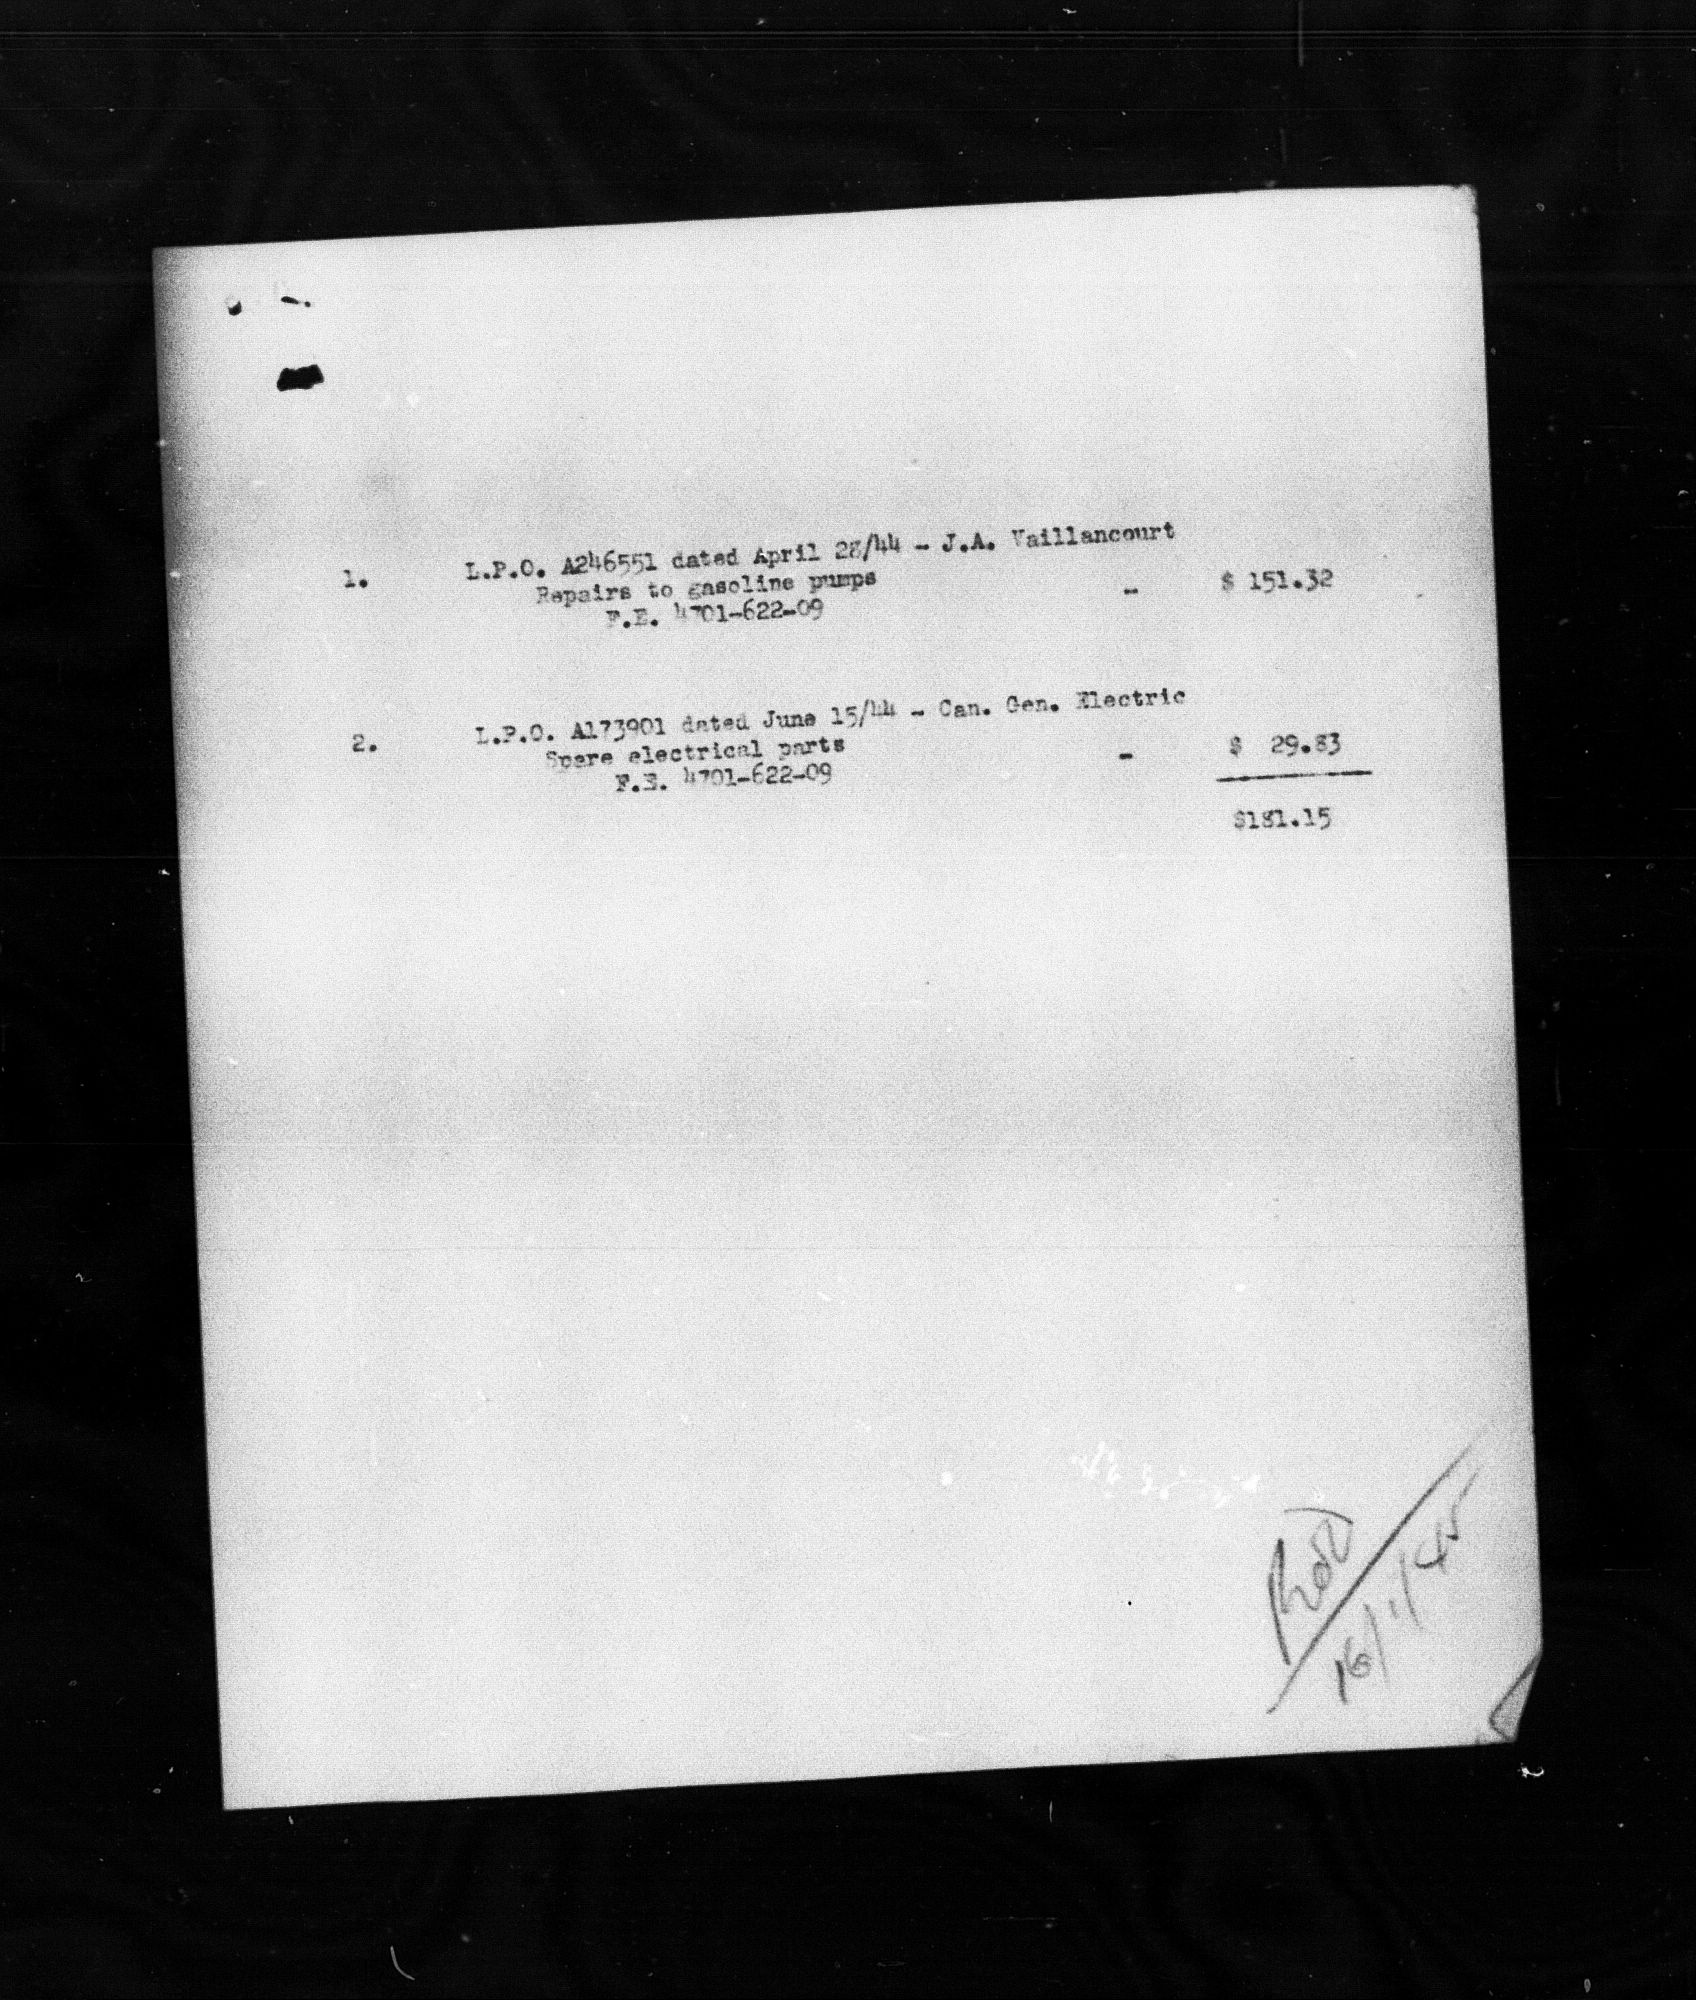 1. L.P.O. A246551 dated April 28/44 - J.A. Vaillancourt
Repairs to gasoline pumps - $ 151.32
F.E. 4701-622-09
2. L.P.O. A173901 dated June 15/44 - Can. Gen. Electric
Spare electrical parts - $ 29.83
F.E. 4701-622-09
$181.15
16/1/45